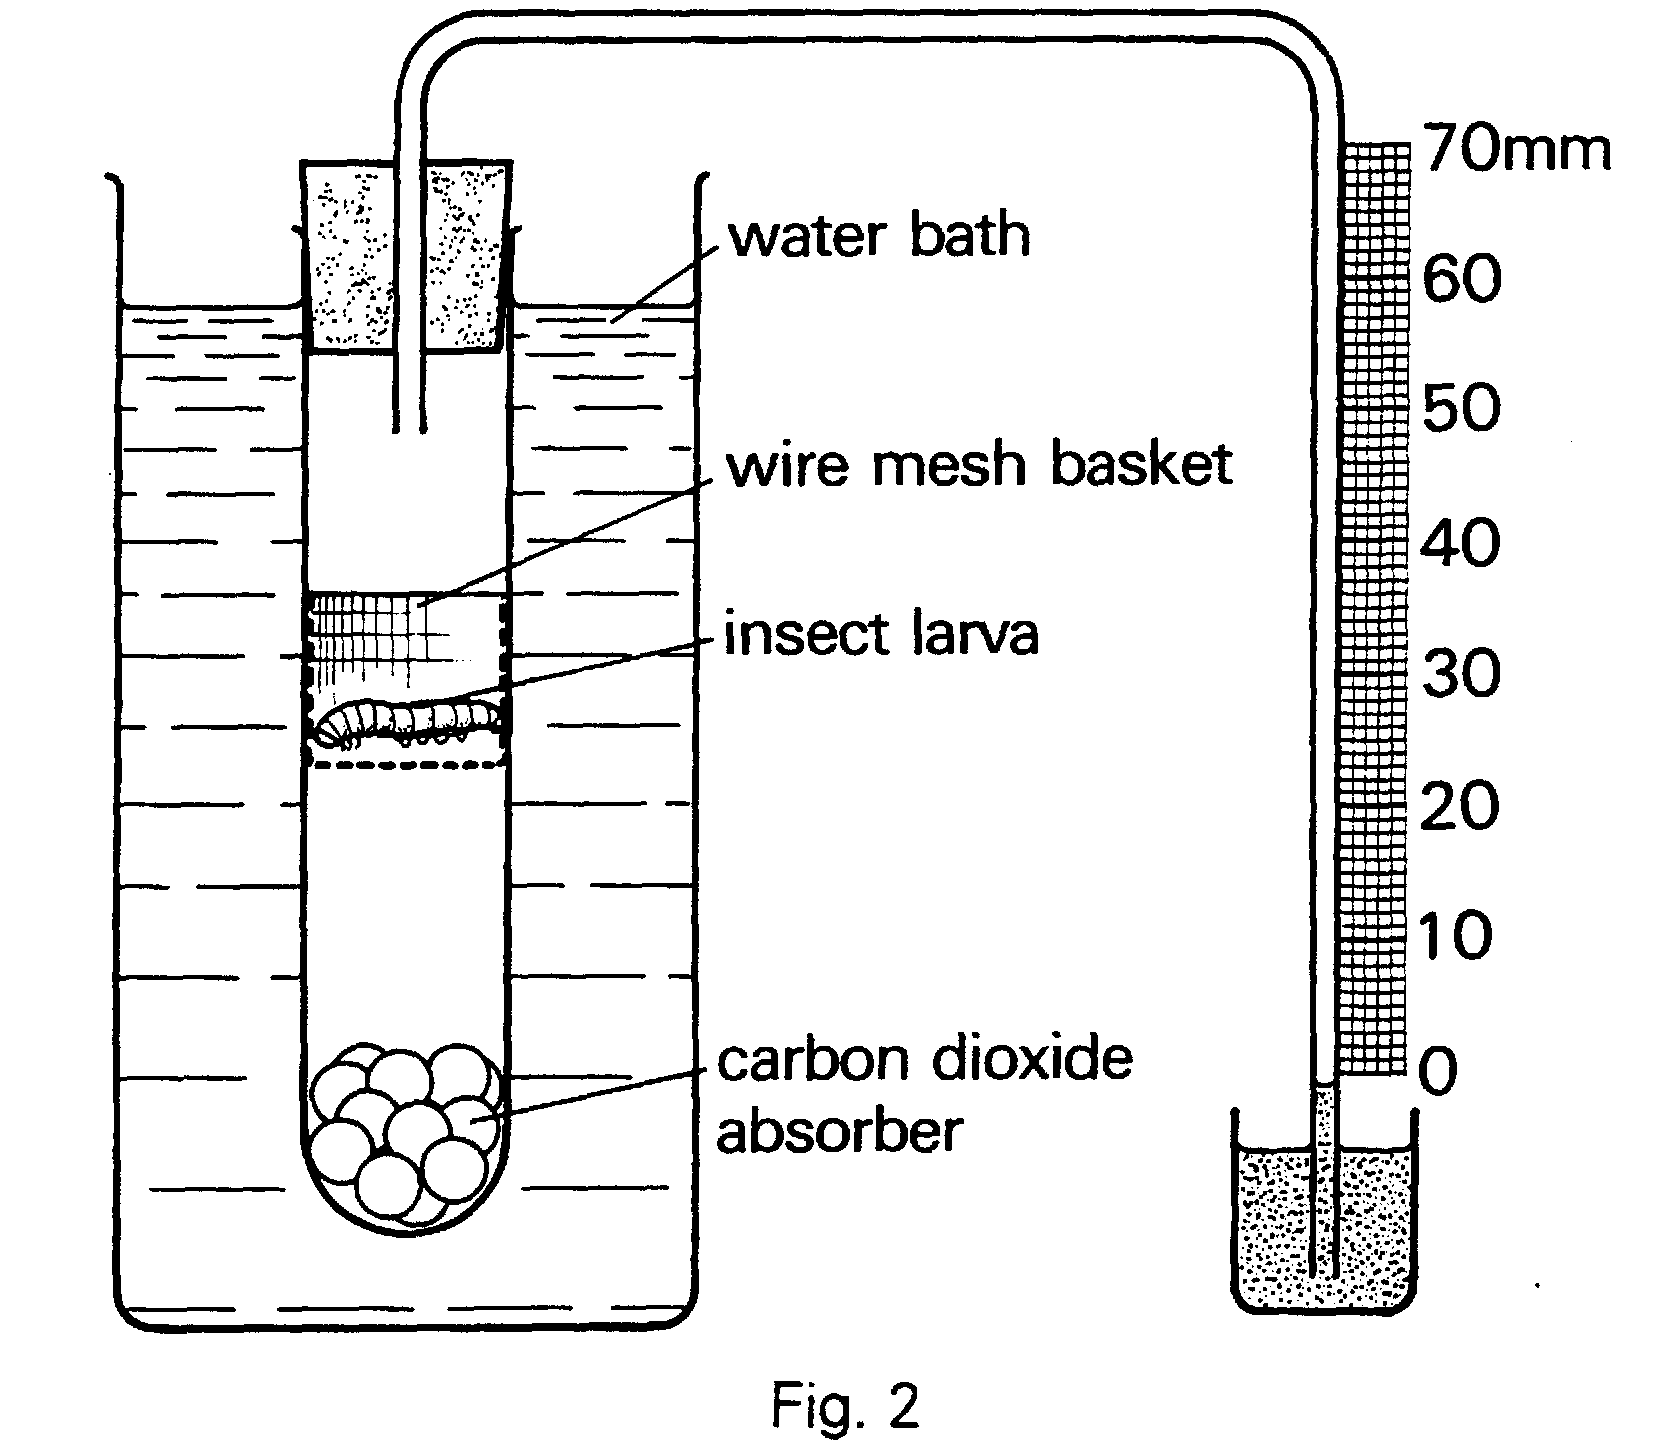 70mm
water bath
60
50
wire mesh basket
40
insect larva
30
20
10
carbon dioxide
absorber
0
Fig. 2